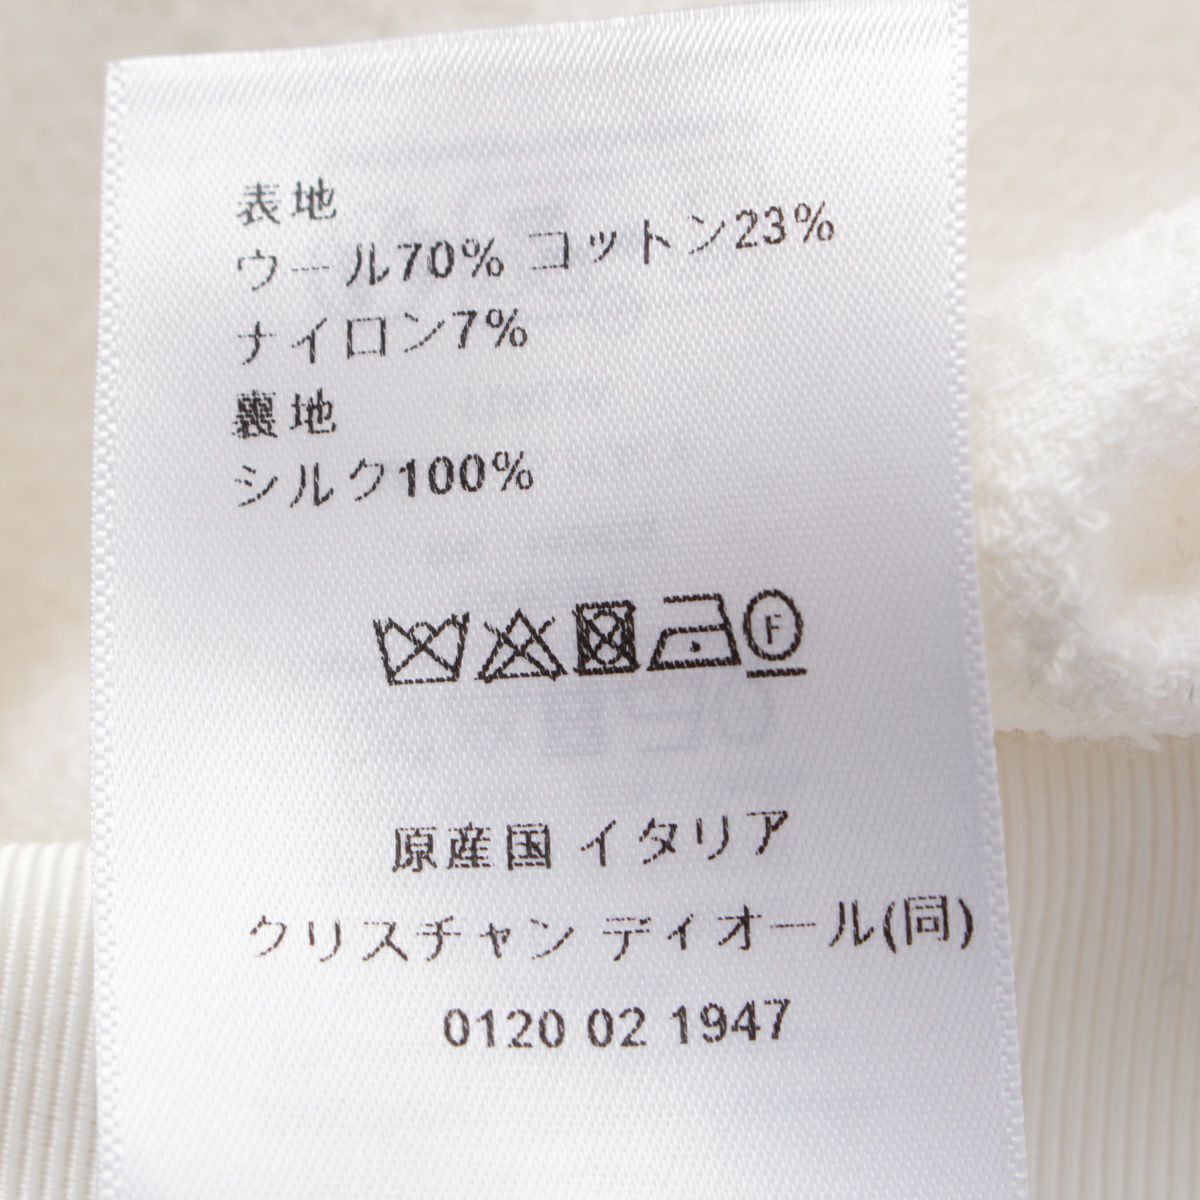 表地
ウール70% コットン23%
ナイロン7%
裏地
シルク100%
F
原産国 イタリア
クリスチャン ディオール(同)
0120 02 1947